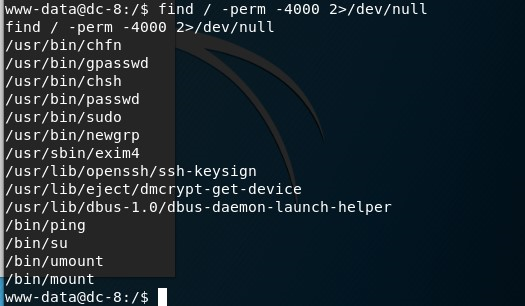 www-data@dc-8:/$ find / -perm -4000 2>/dev/null
find / -perm -4000 2>/dev/null
/usr/bin/chfn
/usr/bin/gpasswd
/usr/bin/chsh
/usr/bin/passwd
/usr/bin/sudo
/usr/bin/newgrp
/usr/sbin/exim4
/usr/lib/openssh/ssh-keysign
/usr/lib/eject/dmcrypt-get-device
/usr/lib/dbus-1.0/dbus-daemon-launch-helper
/bin/ping
/bin/su
/bin/umount
/bin/mount
www-data@dc-8:/$